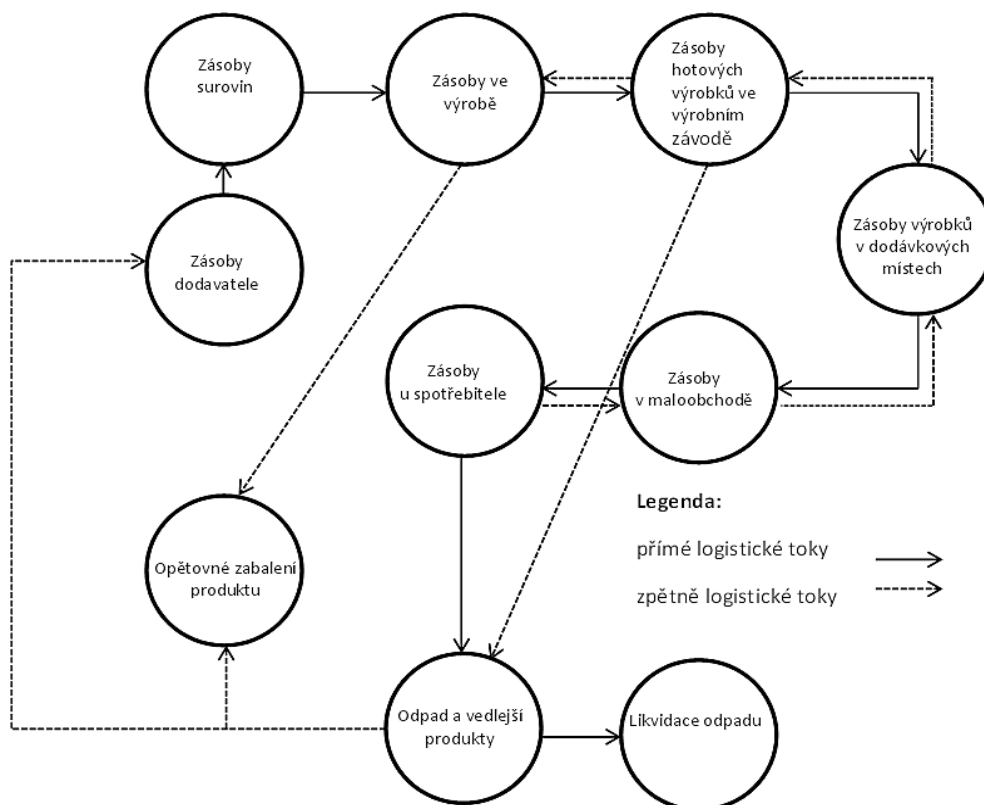 Zásoby
surovin
Zásoby ve
výrobě
Zásoby
hotových
výrobků ve
výrobním
závodě
Zásoby výrobků
v dodávkových
místech
Zásoby
dodavatele
Zásoby
u spotřebitele
Zásoby
v maloobchodě
Legenda:
přímé logistické toky
zpětně logistické toky
Opětovné zabalení
produktu
Odpad a vedlejší
produkty
Likvidace odpadu